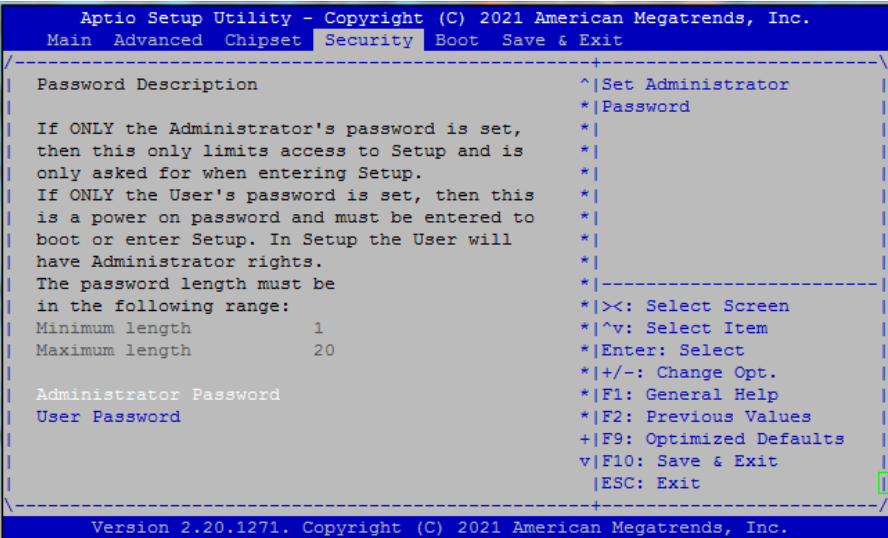 Aptio Setup Utility - Copyright (C) 2021 American Megatrends, Inc.
Main Advanced Chipset Security Boot Save & Exit
/----------------------------------------------------+-------------------------\
| Password Description ^|Set Administrator |
| *|Password |
| If ONLY the Administrator's password is set, *| |
| then this only limits access to Setup and is *| |
| only asked for when entering Setup. *| |
| If ONLY the User's password is set, then this *| |
| is a power on password and must be entered to *| |
| boot or enter Setup. In Setup the User will *| |
| have Administrator rights. *| |
| The password length must be *|-------------------------|
| in the following range: *|><: Select Screen |
| Minimum length 1 *|^v: Select Item |
| Maximum length 20 *|Enter: Select |
| *|+/-: Change Opt. |
| Administrator Password *|F1: General Help |
| User Password *|F2: Previous Values |
| +|F9: Optimized Defaults |
| v|F10: Save & Exit |
| |ESC: Exit |
\----------------------------------------------------+-------------------------/
Version 2.20.1271. Copyright (C) 2021 American Megatrends, Inc.